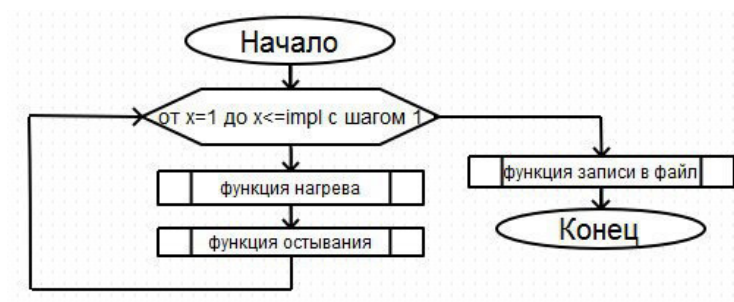 Начало
от x=1 до x<=impl с шагом 1
функция нагрева
функция записи в файл
функция остывания
Конец